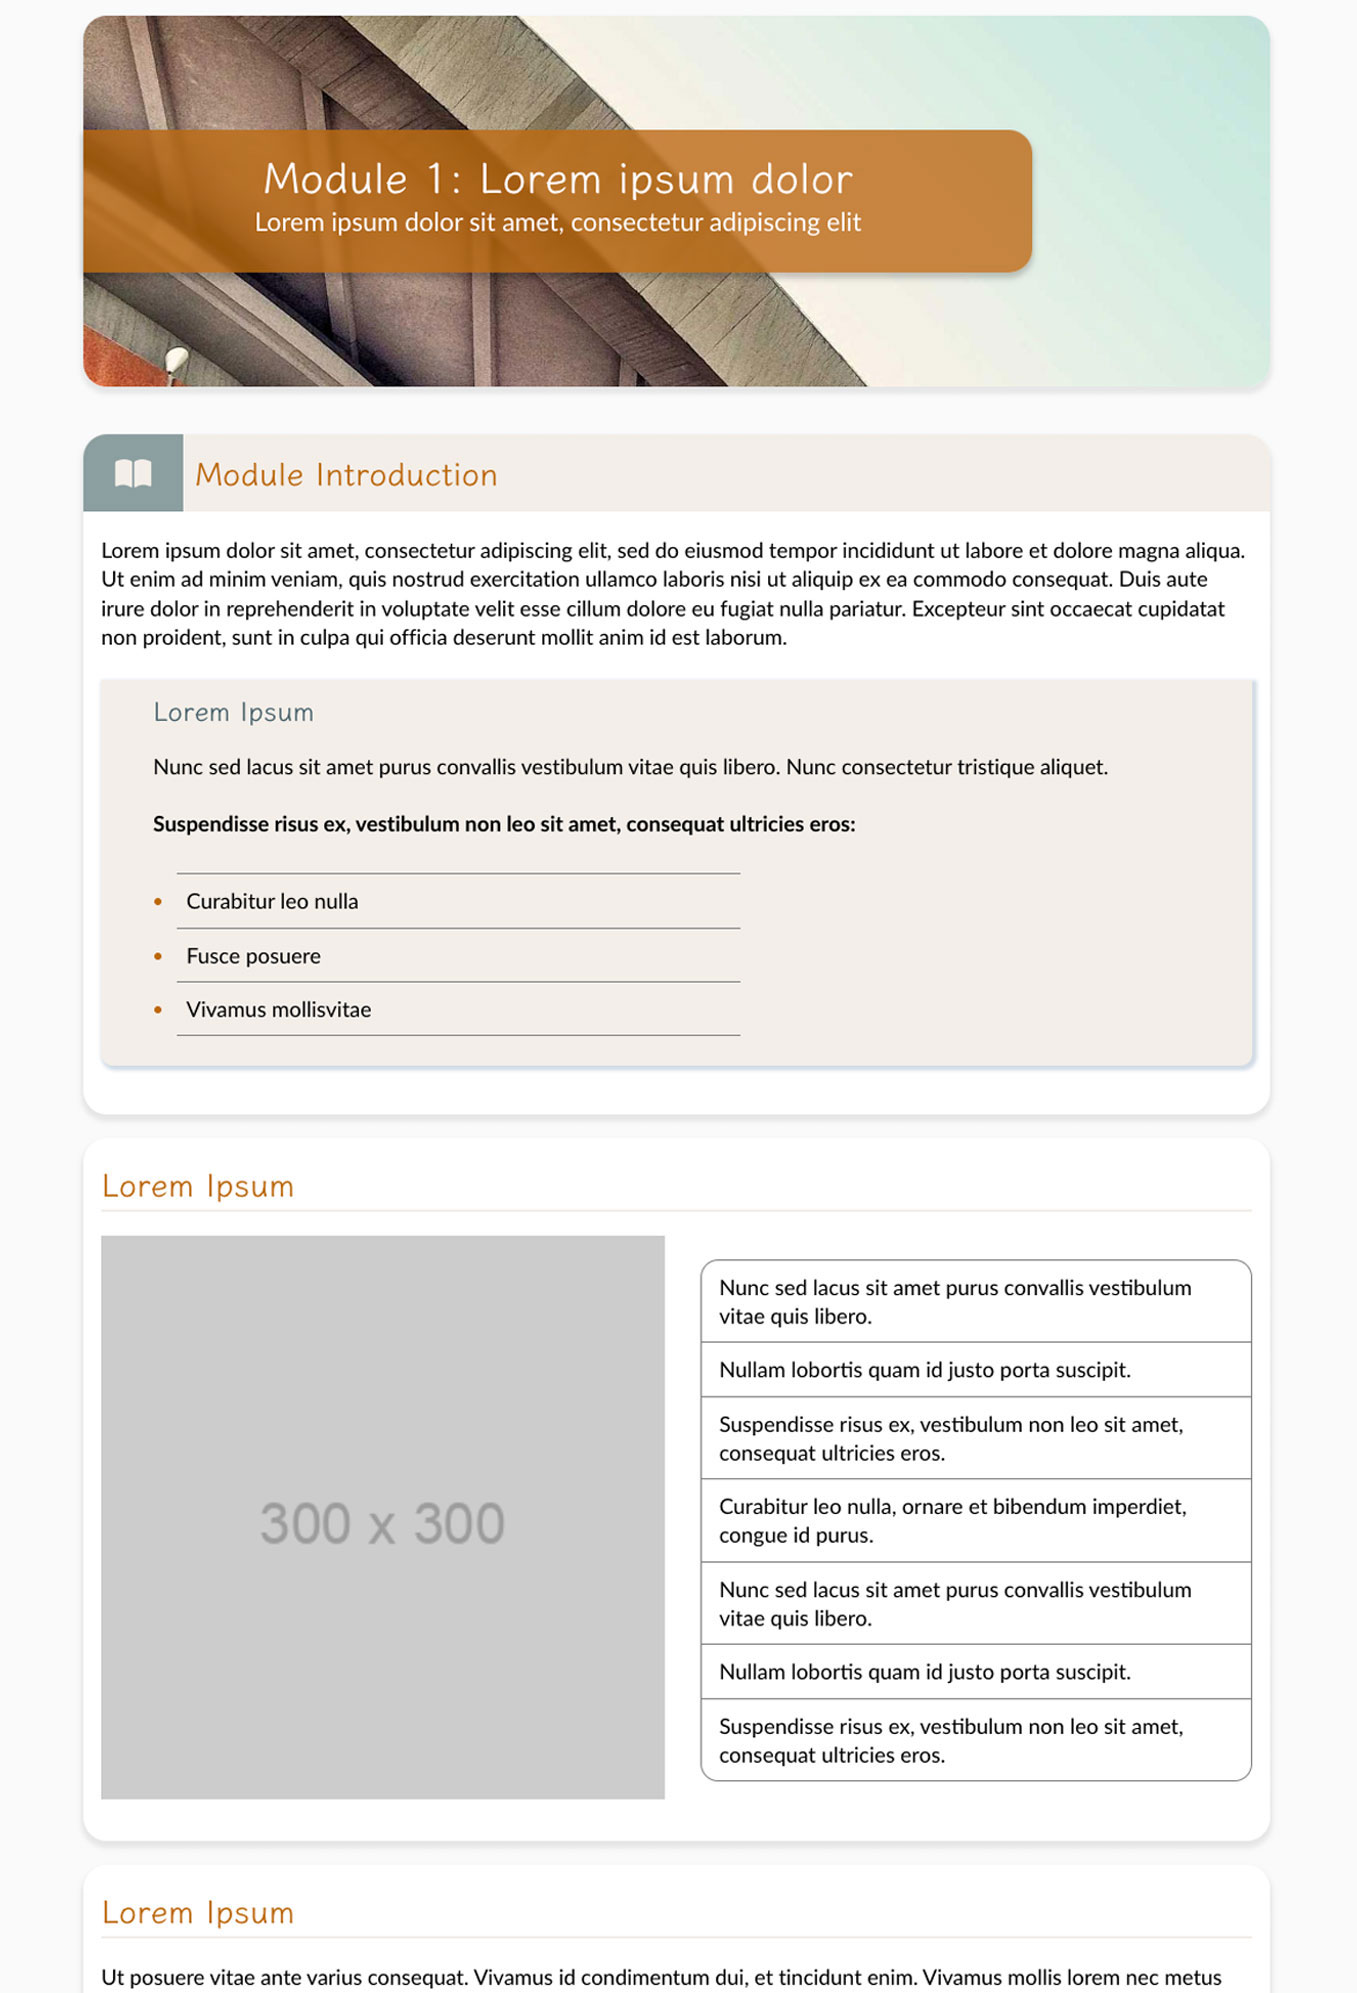 Module 1: Lorem ipsum dolor
Lorem ipsum dolor sit amet, consectetur adipiscing elit
Module Introduction
Lorem ipsum dolor sit amet, consectetur adipiscing elit, sed do eiusmod tempor incididunt ut labore et dolore magna aliqua.
Ut enim ad minim veniam, quis nostrud exercitation ullamco laboris nisi ut aliquip ex ea commodo consequat. Duis aute
irure dolor in reprehenderit in voluptate velit esse cillum dolore eu fugiat nulla pariatur. Excepteur sint occaecat cupidatat
non proident, sunt in culpa qui officia deserunt mollit anim id est laborum.
Lorem Ipsum
Nunc sed lacus sit amet purus convallis vestibulum vitae quis libero. Nunc consectetur tristique aliquet.
Suspendisse risus ex, vestibulum non leo sit amet, consequat ultricies eros:
• Curabitur leo nulla
• Fusce posuere
• Vivamus mollisvitae
Lorem Ipsum
300 x 300
Nunc sed lacus sit amet purus convallis vestibulum
vitae quis libero.
Nullam lobortis quam id justo porta suscipit.
Suspendisse risus ex, vestibulum non leo sit amet,
consequat ultricies eros.
Curabitur leo nulla, ornare et bibendum imperdiet,
congue id purus.
Nunc sed lacus sit amet purus convallis vestibulum
vitae quis libero.
Nullam lobortis quam id justo porta suscipit.
Suspendisse risus ex, vestibulum non leo sit amet,
consequat ultricies eros.
Lorem Ipsum
Ut posuere vitae ante varius consequat. Vivamus id condimentum dui, et tincidunt enim. Vivamus mollis lorem nec metus